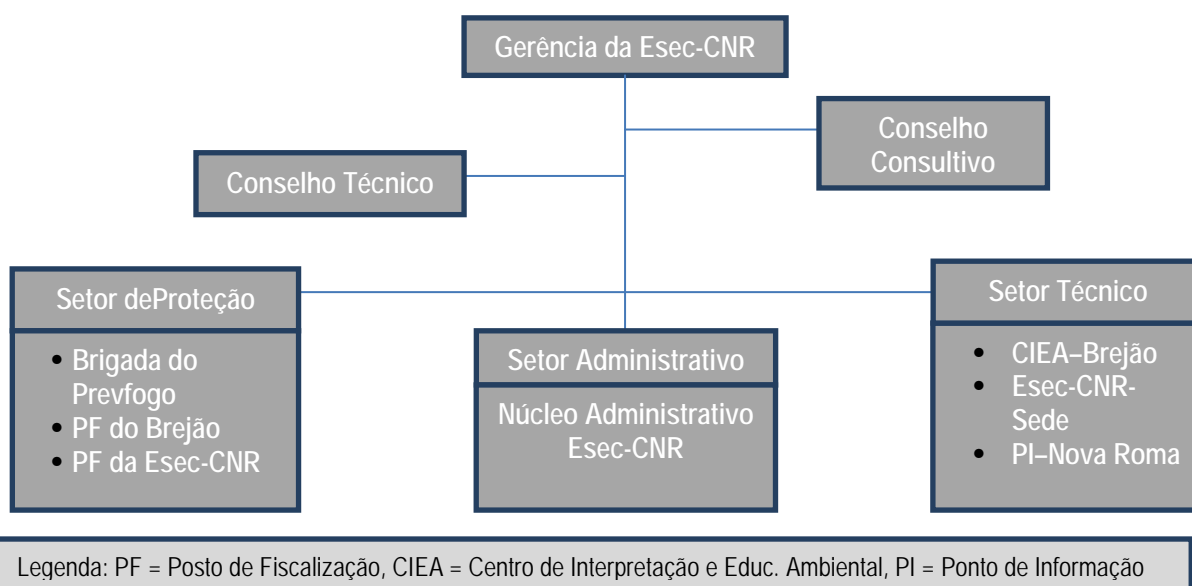 Gerência da Esec-CNR
Conselho
Consultivo
Conselho Técnico
Setor deProteção
• Brigada do
Prevfogo
• PF do Brejão
• PF da Esec-CNR
Setor Administrativo
Núcleo Administrativo
Esec-CNR
Setor Técnico
• CIEA–Brejão
• Esec-CNR-
Sede
• PI–Nova Roma
Legenda: PF = Posto de Fiscalização, CIEA = Centro de Interpretação e Educ. Ambiental, PI = Ponto de Informação